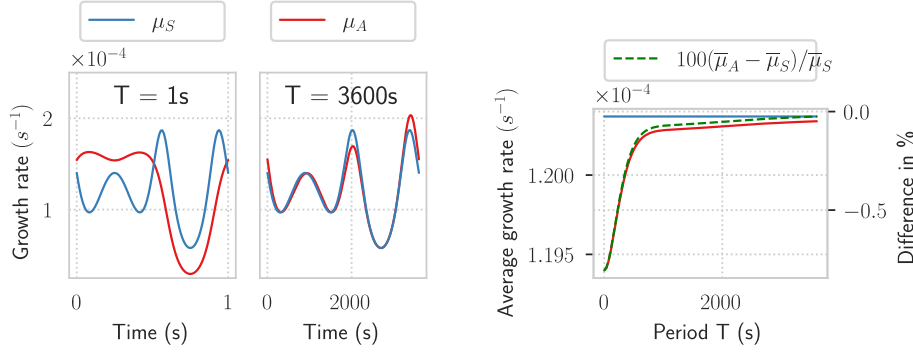 μ_S
μ_A
×10⁻⁴
T = 1s
T = 3600s
Growth rate (s⁻¹)
2
1
0
1
Time (s)
0
2000
Time (s)
100(μ̅_A − μ̅_S)/μ̅_S
×10⁻⁴
Average growth rate (s⁻¹)
1.200
1.195
0
2000
Period T (s)
0.0
−0.5
Difference in %